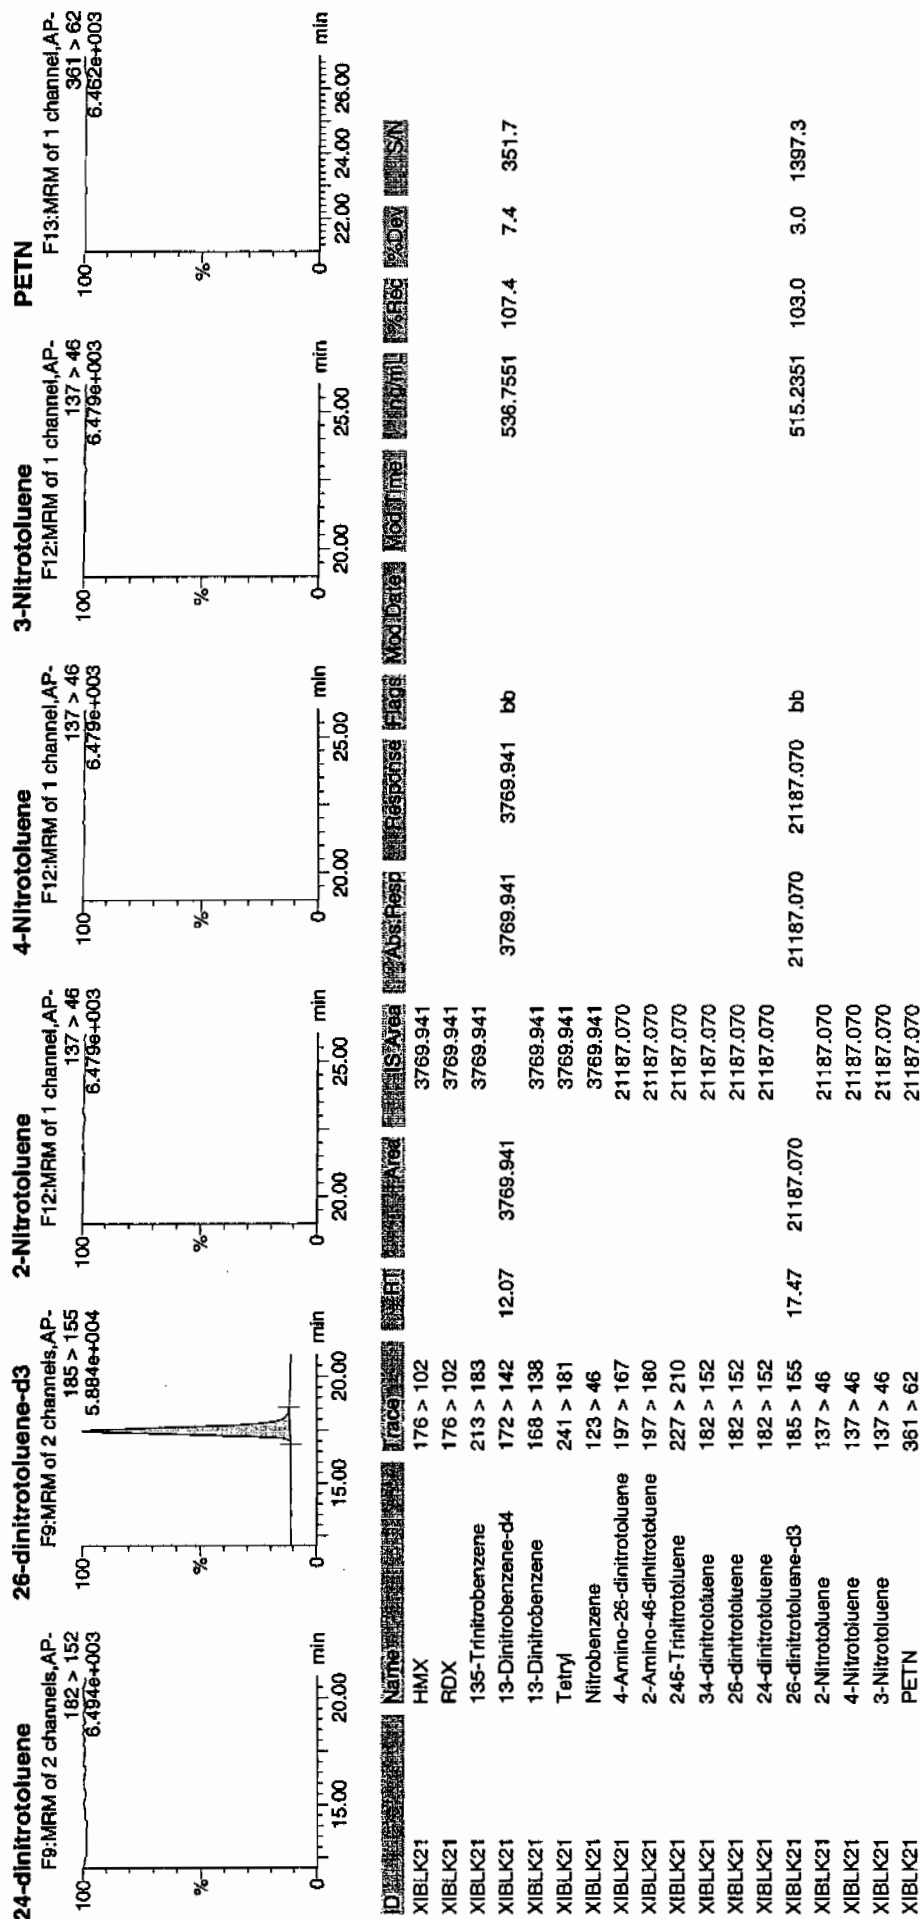 24-dinitrotoluene
F9:MRM of 2 channels,AP-
182 > 152
6.494e+003
100
%
0
15.00 20.00 min
26-dinitrotoluene-d3
F9:MRM of 2 channels,AP-
185 > 155
5.884e+004
100
%
0
15.00 20.00 min
2-Nitrotoluene
F12:MRM of 1 channel,AP-
137 > 46
6.479e+003
100
%
0
20.00 25.00 min
4-Nitrotoluene
F12:MRM of 1 channel,AP-
137 > 46
6.479e+003
100
%
0
20.00 25.00 min
3-Nitrotoluene
F12:MRM of 1 channel,AP-
137 > 46
6.479e+003
100
%
0
20.00 25.00 min
PETN
F13:MRM of 1 channel,AP-
361 > 62
6.462e+003
100
%
0
22.00 24.00 26.00 min
ID Name Trace RT Area IS Area Abs.Resp Response Flags Mod.Date Mod.Time ng/mL %Rec %Dev S/N
XIBLK21 HMX 176 > 102 3769.941
XIBLK21 RDX 176 > 102 3769.941
XIBLK21 135-Trinitrobenzene 213 > 183 3769.941
XIBLK21 13-Dinitrobenzene-d4 172 > 142 12.07 3769.941 3769.941 3769.941 bb 536.7551 107.4 7.4 351.7
XIBLK21 13-Dinitrobenzene 168 > 138 3769.941
XIBLK21 Tetryl 241 > 181 3769.941
XIBLK21 Nitrobenzene 123 > 46 3769.941
XIBLK21 4-Amino-26-dinitrotoluene 197 > 167 21187.070
XIBLK21 2-Amino-46-dinitrotoluene 197 > 180 21187.070
XIBLK21 246-Trinitrotoluene 227 > 210 21187.070
XIBLK21 34-dinitrotoluene 182 > 152 21187.070
XIBLK21 26-dinitrotoluene 182 > 152 21187.070
XIBLK21 24-dinitrotoluene 182 > 152 21187.070
XIBLK21 26-dinitrotoluene-d3 185 > 155 17.47 21187.070 21187.070 21187.070 bb 515.2351 103.0 3.0 1397.3
XIBLK21 2-Nitrotoluene 137 > 46 21187.070
XIBLK21 4-Nitrotoluene 137 > 46 21187.070
XIBLK21 3-Nitrotoluene 137 > 46 21187.070
XIBLK21 PETN 361 > 62 21187.070